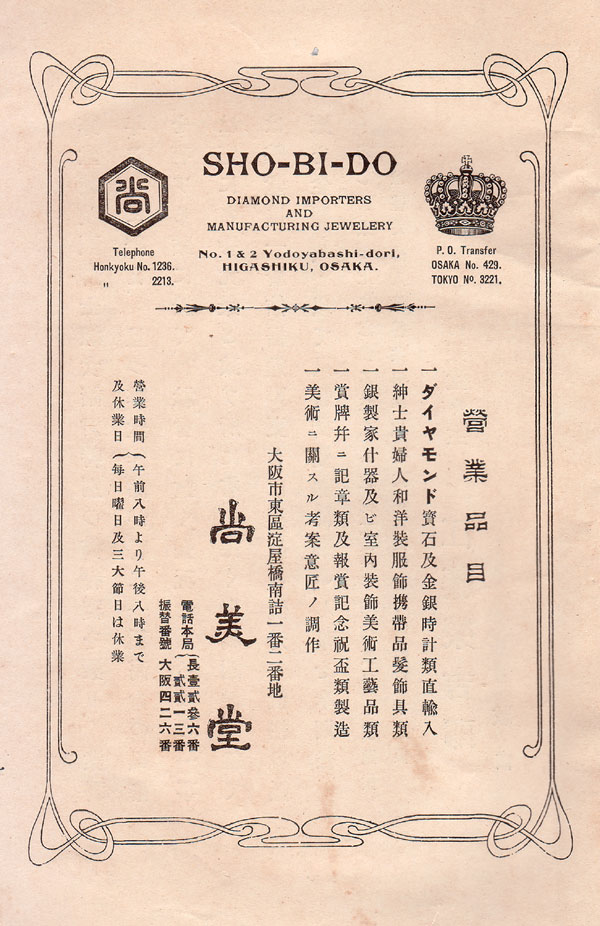 尚
SHO-BI-DO
DIAMOND IMPORTERS
AND
MANUFACTURING JEWELERY
No. 1 & 2 Yodoyabashi-dori,
HIGASHIKU, OSAKA.
Telephone
Honkyoku No. 1236.
" 2213.
P. O. Transfer
OSAKA No. 429.
TOKYO No. 3221.
營業品目
一ダイヤモンド寶石及金銀時計類直輸入
一紳士貴婦人和洋裝服飾携帶品髮飾具類
一銀製家什器及ビ室內裝飾美術工藝品類
一賞牌幷ニ記章類及報賞記念祝盃類製造
一美術ニ關スル考案意匠ノ調作
大阪市東區淀屋橋南詰一番二番地
尚美堂
電話本局 長壹貳參六番
貳貳一三番
振替番號大阪四二六番
營業時間 午前八時より午後八時まで
及休業日 每日曜日及三大節日は休業